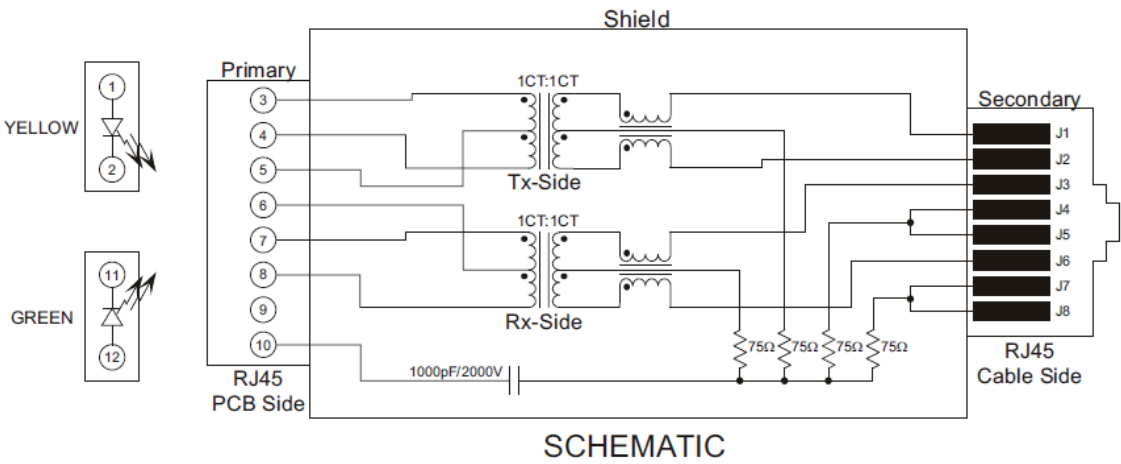 Shield
Primary
1CT:1CT
Secondary
1
YELLOW
2
3
4
5
6
7
8
9
10
Tx-Side
1CT:1CT
Rx-Side
J1
J2
J3
J4
J5
J6
J7
J8
11
GREEN
12
75Ω 75Ω 75Ω 75Ω
1000pF/2000V
RJ45
PCB Side
RJ45
Cable Side
SCHEMATIC